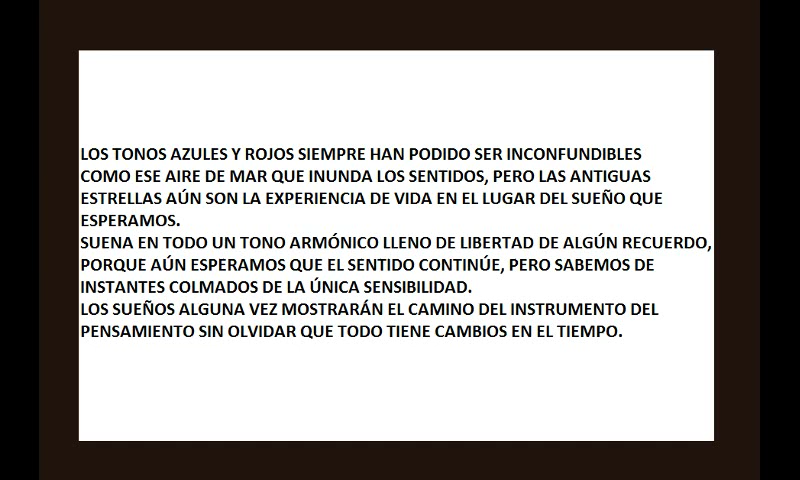 LOS TONOS AZULES Y ROJOS SIEMPRE HAN PODIDO SER INCONFUNDIBLES
COMO ESE AIRE DE MAR QUE INUNDA LOS SENTIDOS, PERO LAS ANTIGUAS
ESTRELLAS AÚN SON LA EXPERIENCIA DE VIDA EN EL LUGAR DEL SUEÑO QUE
ESPERAMOS.
SUENA EN TODO UN TONO ARMÓNICO LLENO DE LIBERTAD DE ALGÚN RECUERDO,
PORQUE AÚN ESPERAMOS QUE EL SENTIDO CONTINÚE, PERO SABEMOS DE
INSTANTES COLMADOS DE LA ÚNICA SENSIBILIDAD.
LOS SUEÑOS ALGUNA VEZ MOSTRARÁN EL CAMINO DEL INSTRUMENTO DEL
PENSAMIENTO SIN OLVIDAR QUE TODO TIENE CAMBIOS EN EL TIEMPO.